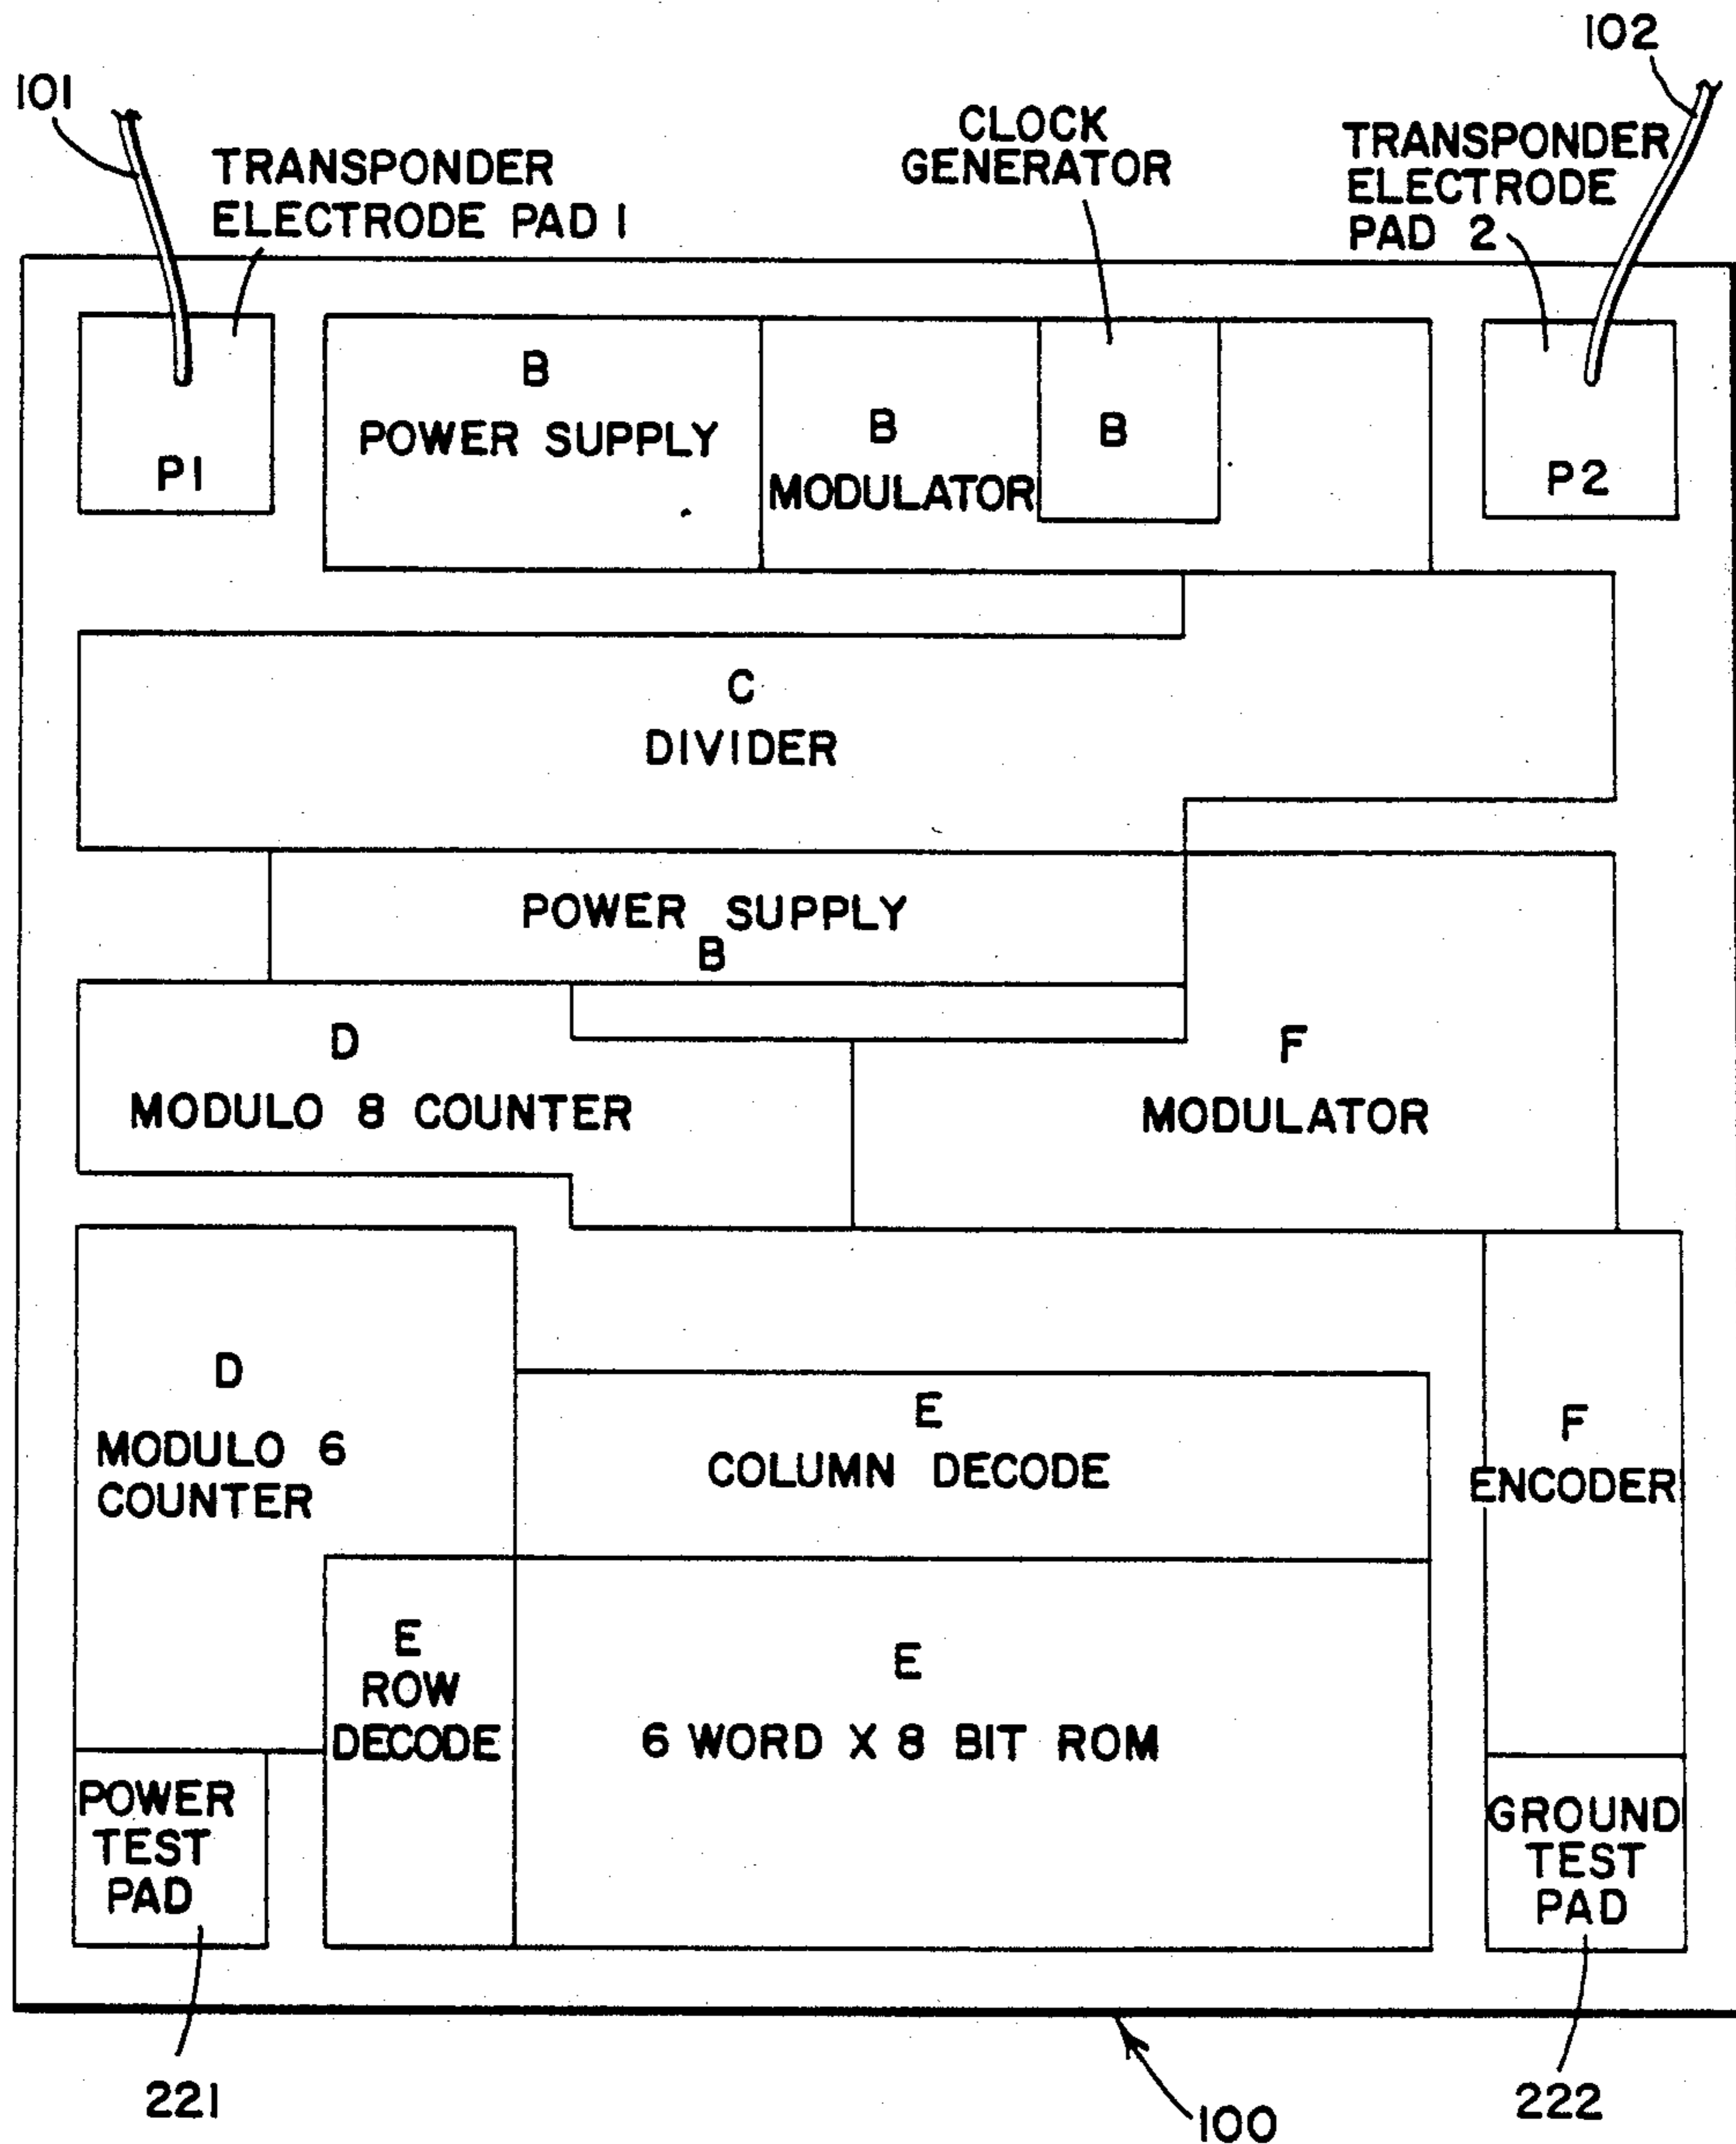 102
101
CLOCK
GENERATOR
TRANSPONDER
ELECTRODE PAD 1
TRANSPONDER
ELECTRODE
PAD 2
P1
B
POWER SUPPLY
B
MODULATOR
B
P2
C
DIVIDER
POWER SUPPLY
B
D
MODULO 8 COUNTER
F
MODULATOR
D
MODULO 6
COUNTER
E
COLUMN DECODE
F
ENCODER
E
ROW
DECODE
E
6 WORD X 8 BIT ROM
POWER
TEST
PAD
GROUND
TEST
PAD
221
100
222